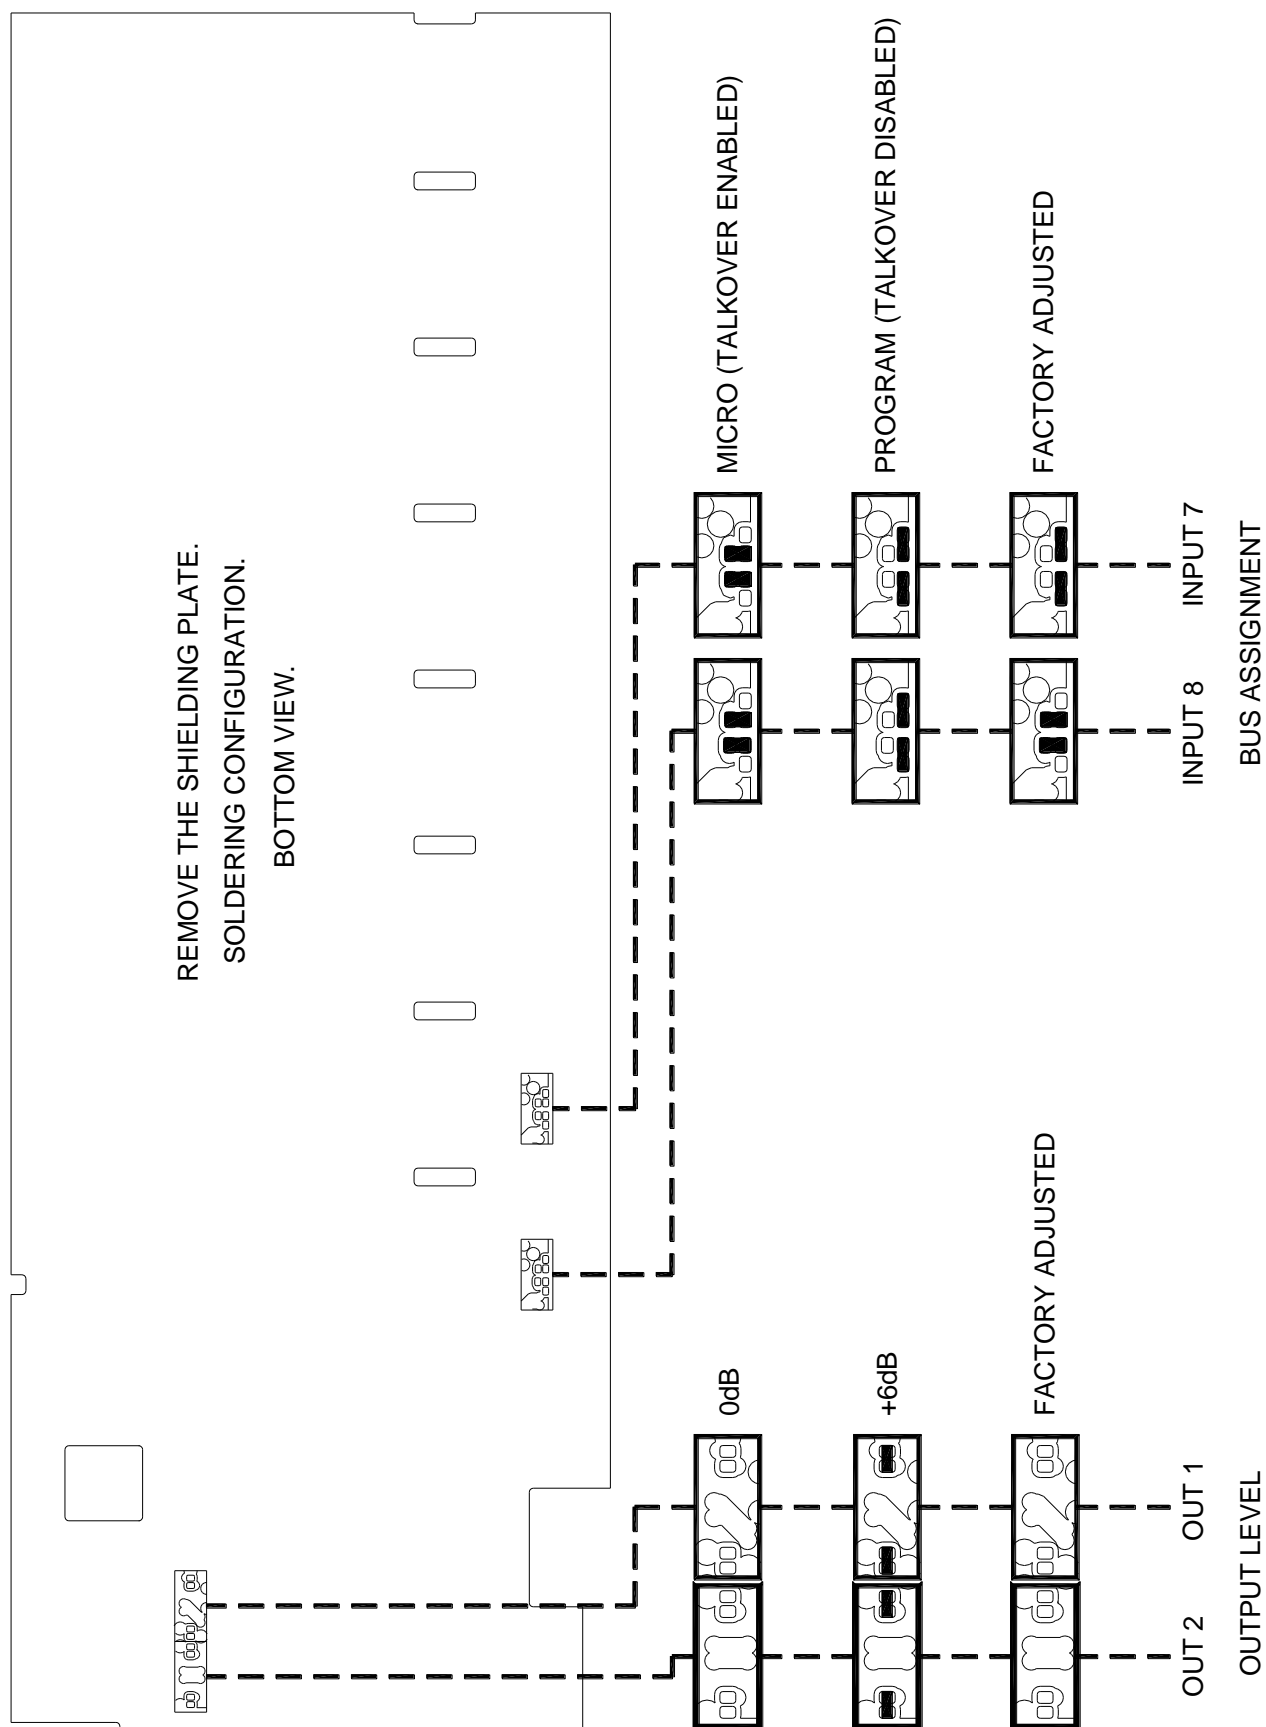 REMOVE THE SHIELDING PLATE.
SOLDERING CONFIGURATION.
BOTTOM VIEW.
0dB
+6dB
FACTORY ADJUSTED
OUT 2
OUT 1
OUTPUT LEVEL
MICRO (TALKOVER ENABLED)
PROGRAM (TALKOVER DISABLED)
FACTORY ADJUSTED
INPUT 8
INPUT 7
BUS ASSIGNMENT